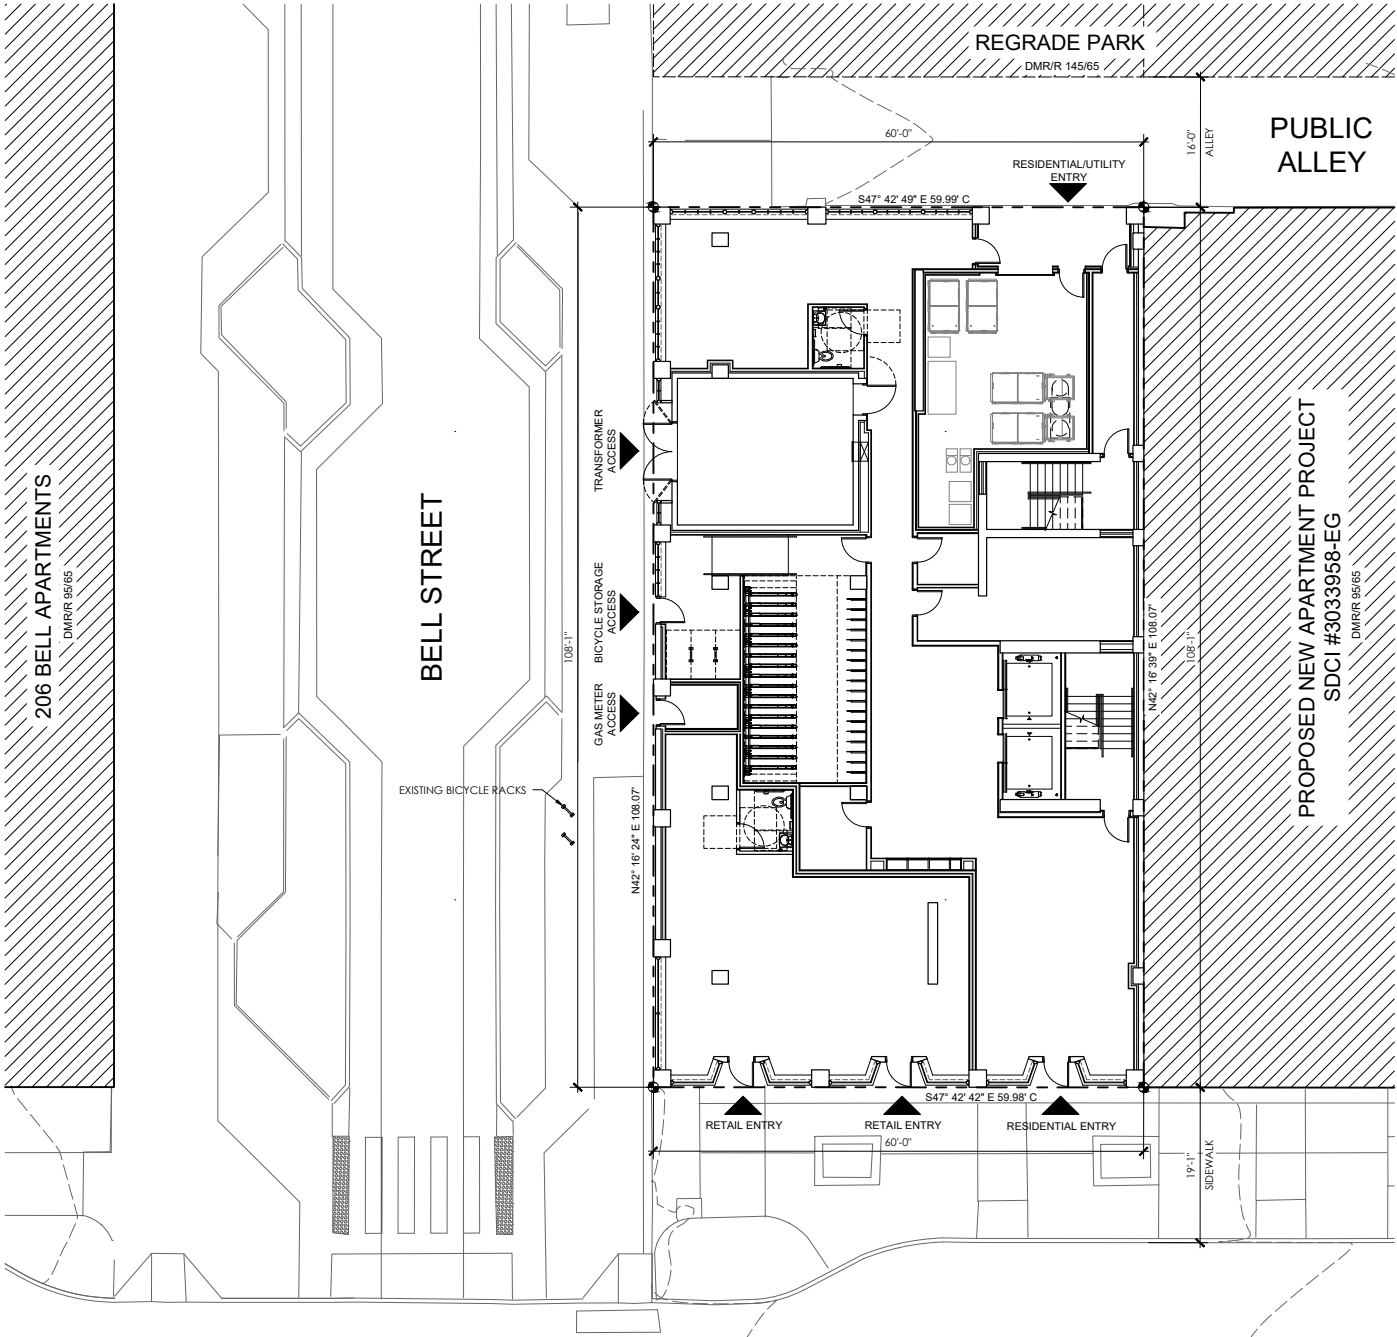 REGRADE PARK
DMR/R 145/65
PUBLIC
ALLEY
16'-0"
ALLEY
60'-0"
RESIDENTIAL/UTILITY
ENTRY
S47° 42' 49" E 59.99' C
TRANSFORMER
ACCESS
BICYCLE STORAGE
ACCESS
GAS METER
ACCESS
108'-1"
N42° 16' 24" E 108.07'
206 BELL APARTMENTS
DMR/R 95/65
BELL STREET
EXISTING BICYCLE RACKS
N42° 16' 39" E 108.07'
108'-1"
PROPOSED NEW APARTMENT PROJECT
SDCI #3033958-EG
DMR/R 95/65
S47° 42' 42" E 59.98' C
RETAIL ENTRY
RETAIL ENTRY
RESIDENTIAL ENTRY
60'-0"
19'-1"
SIDEWALK